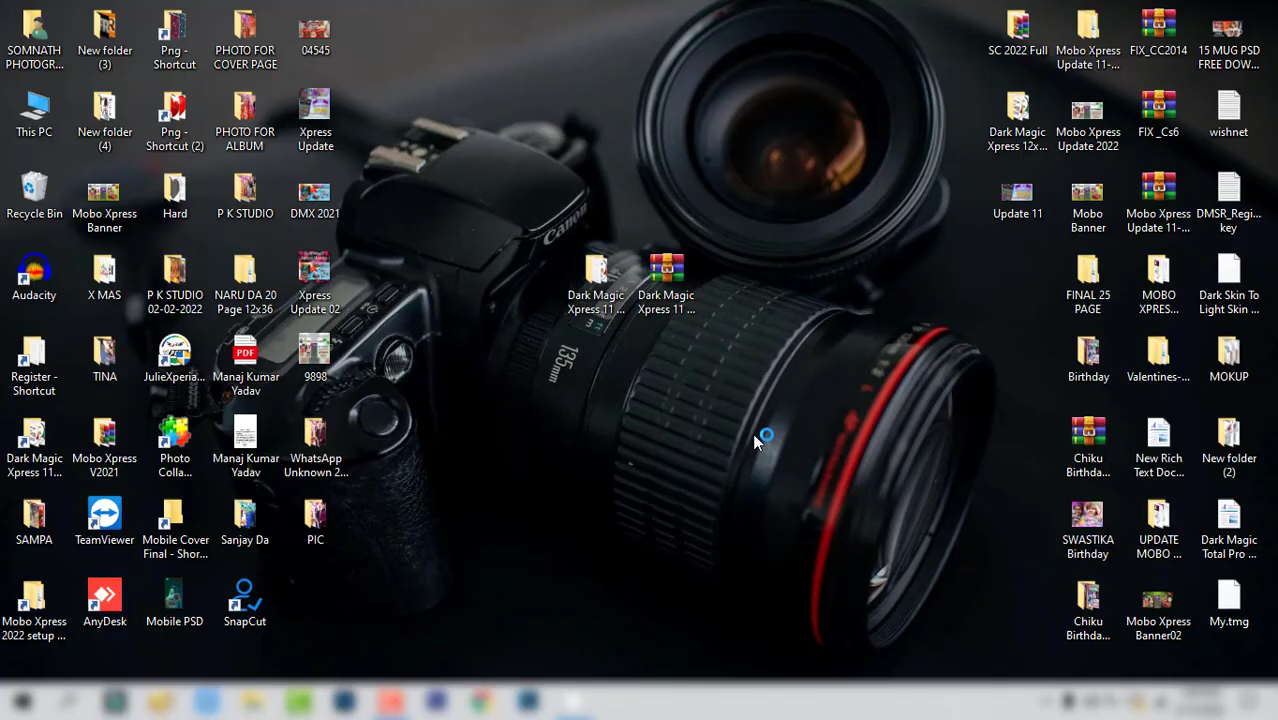 SOMNATH
PHOTOGR...
New folder
(3)
Png -
Shortcut
PHOTO FOR
COVER PAGE
04545
This PC
New folder
(4)
Png -
Shortcut (2)
PHOTO FOR
ALBUM
Xpress
Update
Recycle Bin
Mobo Xpress
Banner
Hard
P K STUDIO
DMX 2021
Audacity
X MAS
P K STUDIO
02-02-2022
NARU DA 20
Page 12x36
Xpress
Update 02
Register -
Shortcut
TINA
JulieXperia...
PDF
Manaj Kumar
Yadav
9898
Dark Magic
Xpress 11...
Mobo Xpress
V2021
Photo
Colla...
Manaj Kumar
Yadav
WhatsApp
Unknown 2...
SAMPA
TeamViewer
Mobile Cover
Final - Shor...
Sanjay Da
PIC
Mobo Xpress
2022 setup ...
AnyDesk
Mobile PSD
SnapCut
Dark Magic
Xpress 11 ...
Dark Magic
Xpress 11 ...
Canon
135mm
SC 2022 Full
Mobo Xpress
Update 11-...
FIX_CC2014
15 MUG PSD
FREE DOW...
Dark Magic
Xpress 12x...
Mobo Xpress
Update 2022
FIX _Cs6
wishnet
Update 11
Mobo
Banner
Mobo Xpress
Update 11-...
DMSR_Regi...
key
FINAL 25
PAGE
MOBO
XPRES...
Dark Skin To
Light Skin ...
Birthday
Valentines-...
MOKUP
Chiku
Birthda...
New Rich
Text Doc...
New folder
(2)
SWASTIKA
Birthday
UPDATE
MOBO ...
Dark Magic
Total Pro ...
Chiku
Birthda...
Mobo Xpress
Banner02
My.tmg